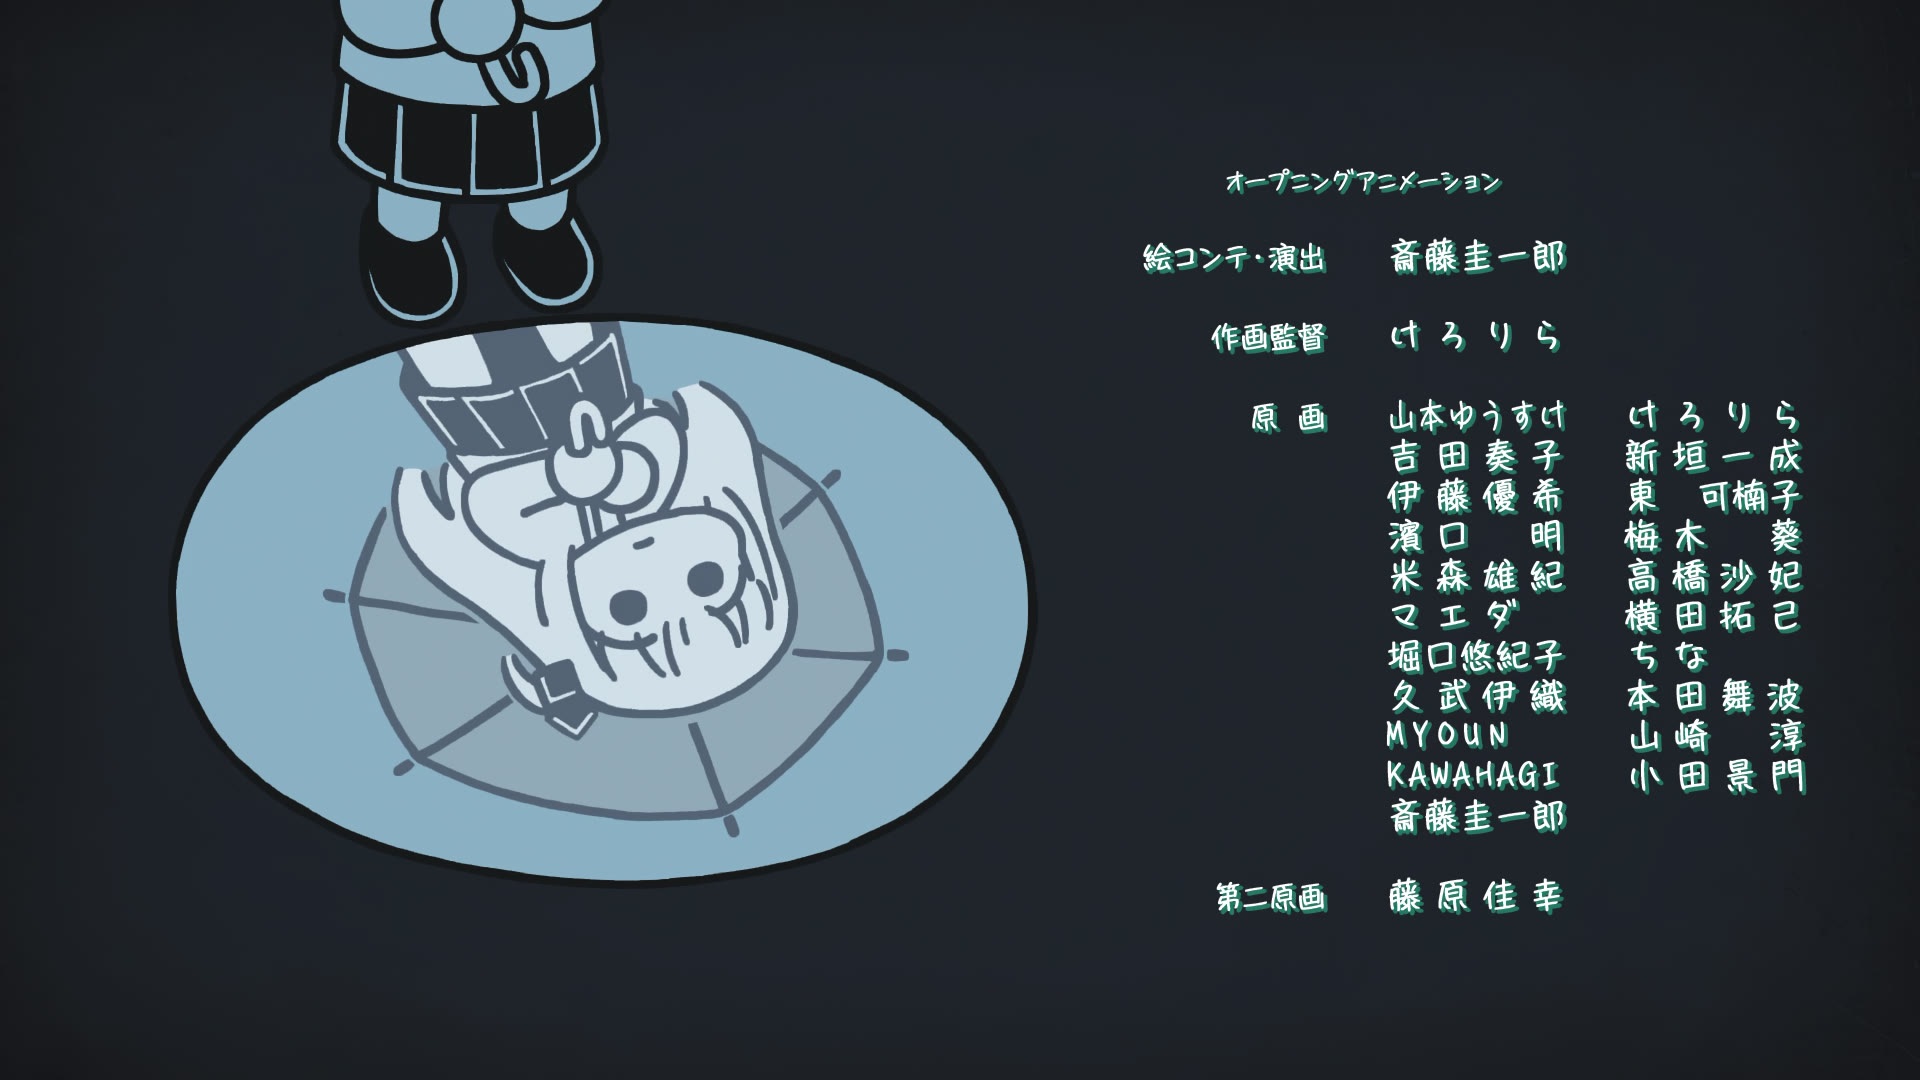 オープニングアニメーション
絵コンテ・演出 斎藤圭一郎
作画監督 けろりら
原画 山本ゆうすけ けろりら
吉田奏子 新垣一成
伊藤優希 東 可楠子
濱口 明 梅木 葵
米森雄紀 高橋沙妃
マエダ 横田拓己
堀口悠紀子 ちな
久武伊織 本田舞波
MYOUN 山崎 淳
KAWAHAGI 小田景門
斎藤圭一郎
第二原画 藤原佳幸